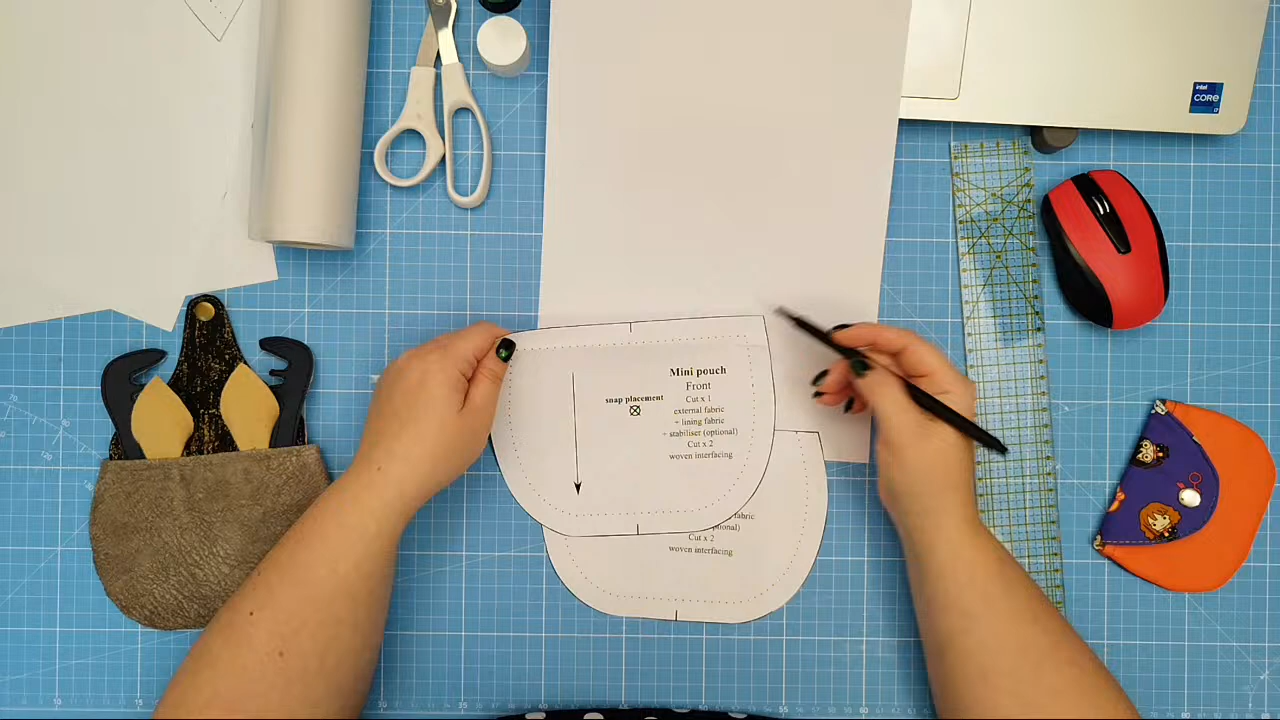 intel
CORE
i7
Mini pouch
Front
Cut x 1
external fabric
+ lining fabric
+ stabiliser (optional)
Cut x 2
woven interfacing
snap placement
fabric
Cut x 2
woven interfacing